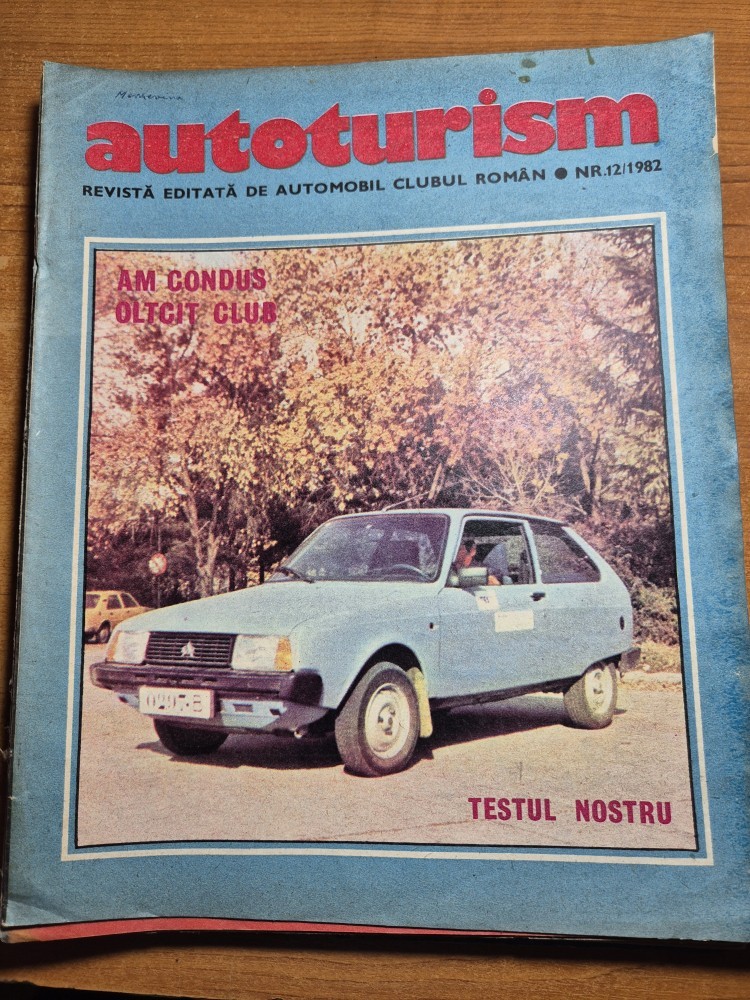 autoturism
REVISTĂ EDITATĂ DE AUTOMOBIL CLUBUL ROMÂN ● NR.12/1982
AM CONDUS
OLTCIT CLUB
TESTUL NOSTRU